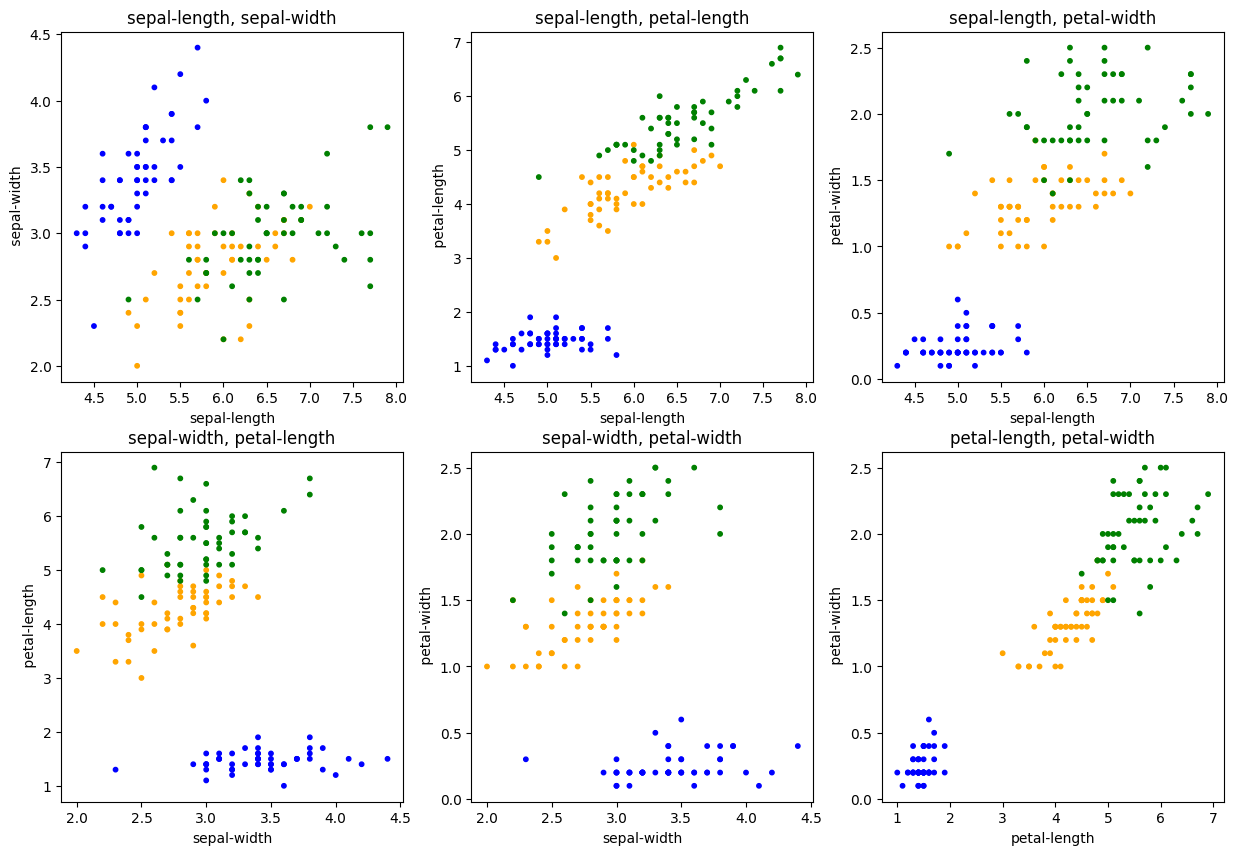 sepal-length, sepal-width
sepal-length, petal-length
sepal-length, petal-width
4.5
4.0
3.5
3.0
2.5
2.0
sepal-width
4.5 5.0 5.5 6.0 6.5 7.0 7.5 8.0
sepal-length
7
6
5
4
3
2
1
petal-length
4.5 5.0 5.5 6.0 6.5 7.0 7.5 8.0
sepal-length
2.5
2.0
1.5
1.0
0.5
0.0
petal-width
4.5 5.0 5.5 6.0 6.5 7.0 7.5 8.0
sepal-length
sepal-width, petal-length
sepal-width, petal-width
petal-length, petal-width
7
6
5
4
3
2
1
petal-length
2.0 2.5 3.0 3.5 4.0 4.5
sepal-width
2.5
2.0
1.5
1.0
0.5
0.0
petal-width
2.0 2.5 3.0 3.5 4.0 4.5
sepal-width
2.5
2.0
1.5
1.0
0.5
0.0
petal-width
1 2 3 4 5 6 7
petal-length